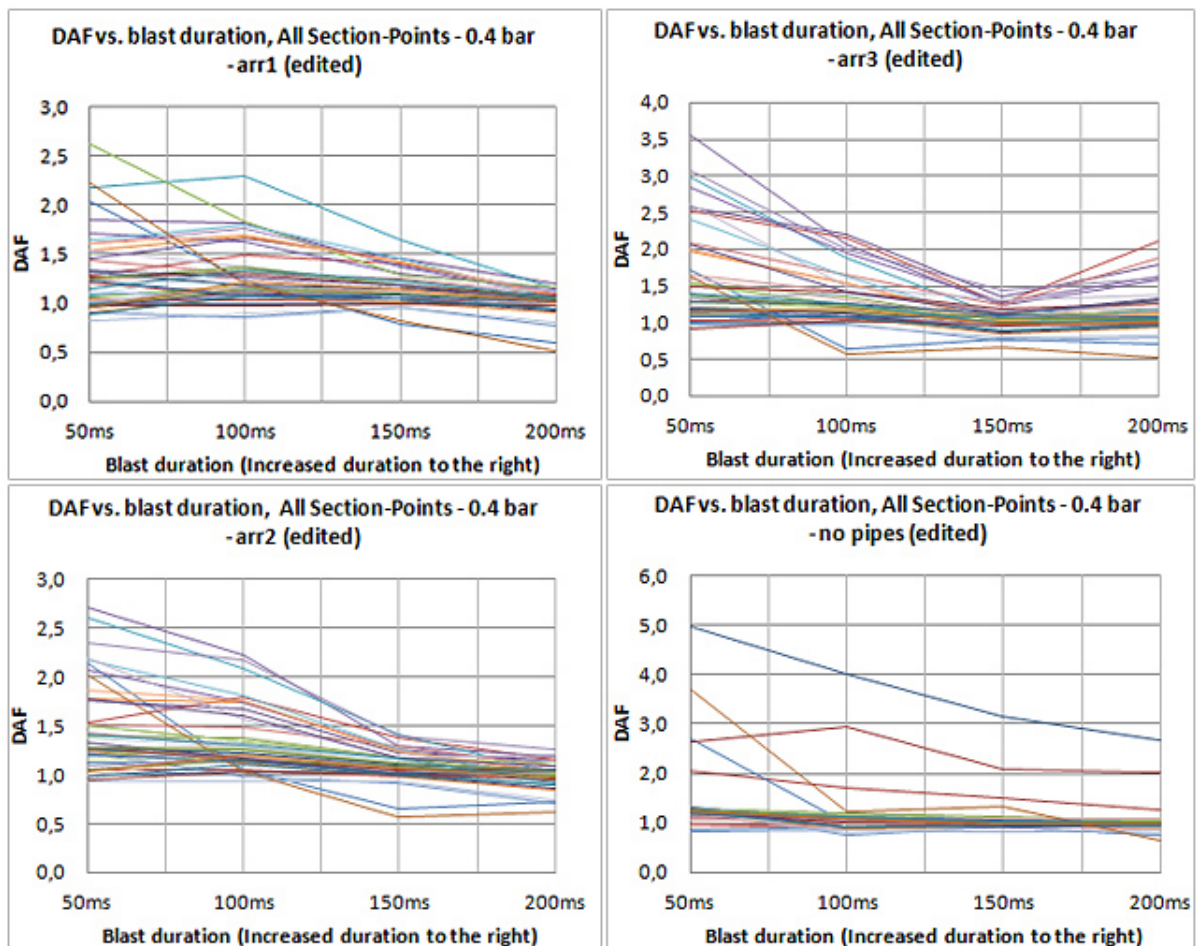 DAF vs. blast duration, All Section-Points - 0.4 bar
- arr1 (edited)
3,0
2,5
2,0
1,5
1,0
0,5
0,0
DAF
50ms 100ms 150ms 200ms
Blast duration (Increased duration to the right)
DAF vs. blast duration, All Section-Points - 0.4 bar
- arr3 (edited)
4,0
3,5
3,0
2,5
2,0
1,5
1,0
0,5
0,0
DAF
50ms 100ms 150ms 200ms
Blast duration (Increased duration to the right)
DAF vs. blast duration, All Section-Points - 0.4 bar
- arr2 (edited)
3,0
2,5
2,0
1,5
1,0
0,5
0,0
DAF
50ms 100ms 150ms 200ms
Blast duration (Increased duration to the right)
DAF vs. blast duration, All Section-Points - 0.4 bar
- no pipes (edited)
6,0
5,0
4,0
3,0
2,0
1,0
0,0
DAF
50ms 100ms 150ms 200ms
Blast duration (Increased duration to the right)